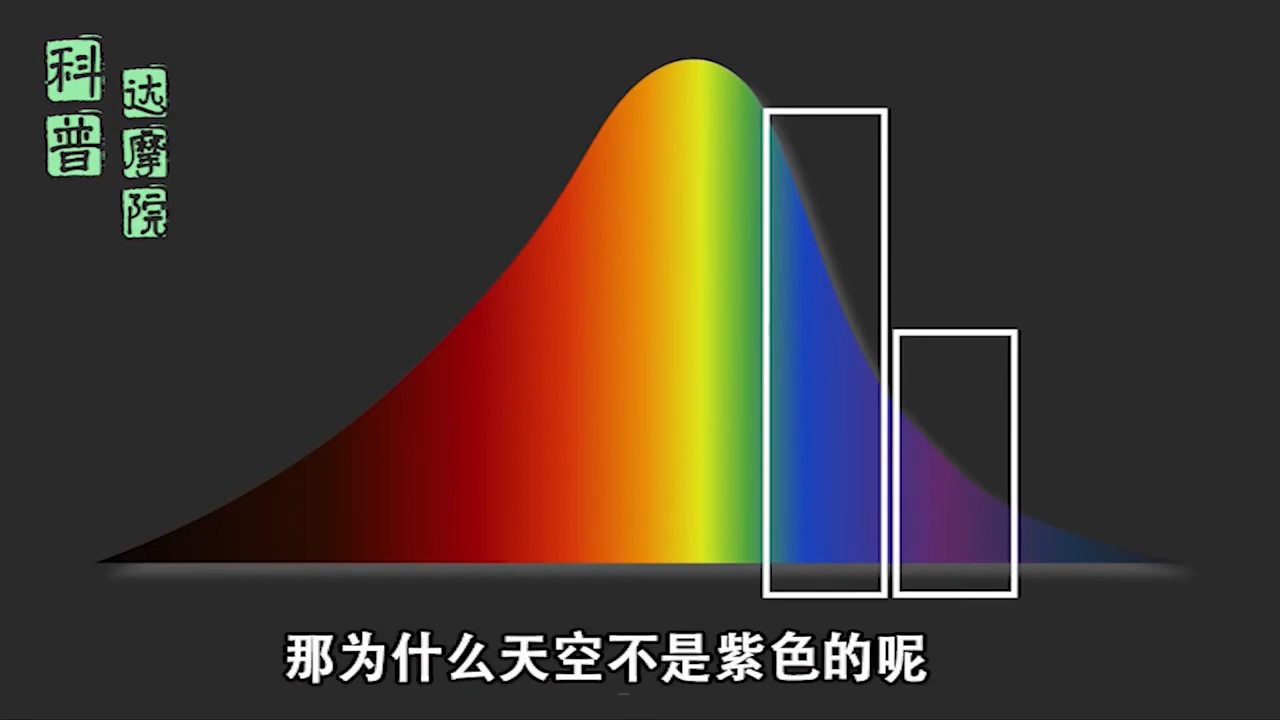 科普
达摩院
那为什么天空不是紫色的呢